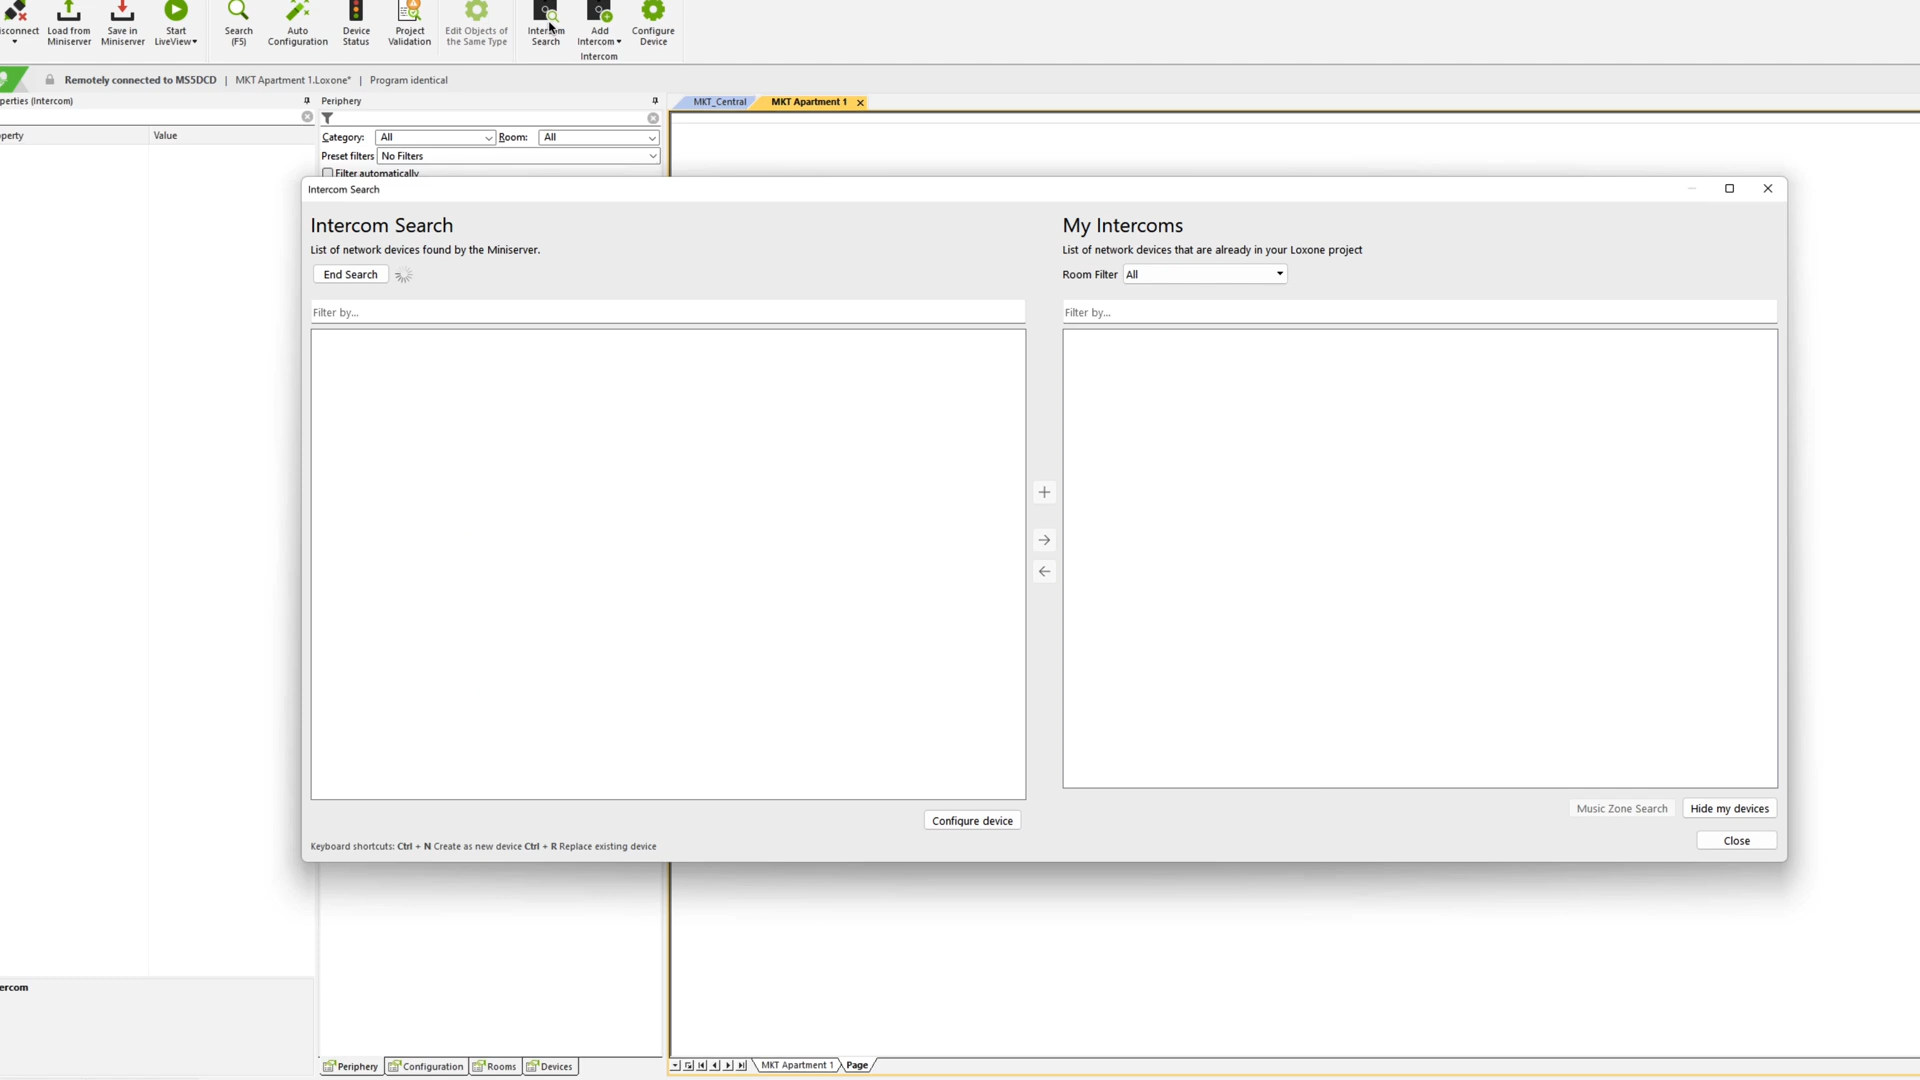 isconnect
Load from
Miniserver
Save in
Miniserver
Start
LiveView
Search
(F5)
Auto
Configuration
Device
Status
Project
Validation
Edit Objects of
the Same Type
Intercom
Search
Add
Intercom
Configure
Device
Intercom
Remotely connected to MS5DCD | MKT Apartment 1.Loxone* | Program identical
perties (Intercom)
Periphery
MKT_Central
MKT Apartment 1
perty
Value
Category: All
Room: All
Preset filters No Filters
Filter automatically
Intercom Search
Intercom Search
List of network devices found by the Miniserver.
End Search
Filter by...
My Intercoms
List of network devices that are already in your Loxone project
Room Filter All
Filter by...
Configure device
Music Zone Search
Hide my devices
Keyboard shortcuts: Ctrl + N Create as new device Ctrl + R Replace existing device
Close
ercom
Periphery
Configuration
Rooms
Devices
MKT Apartment 1
Page